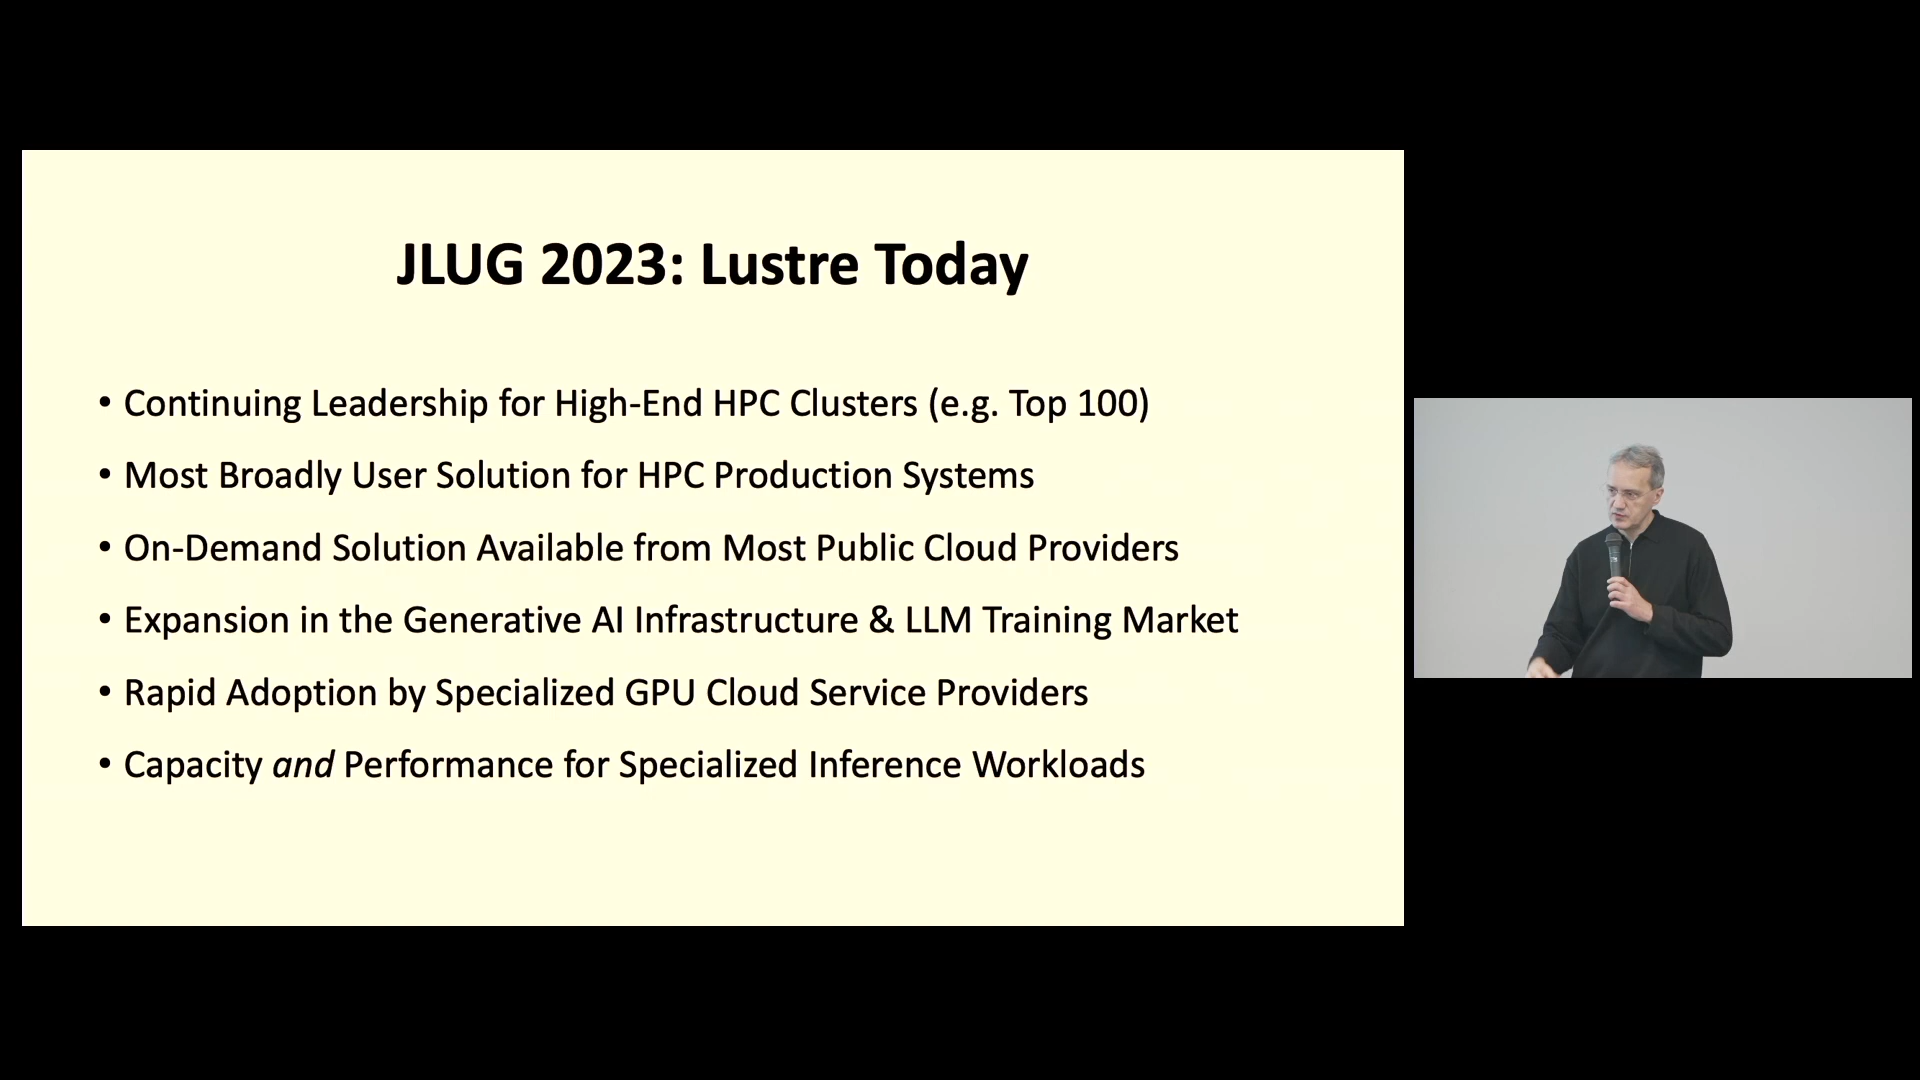 JLUG 2023: Lustre Today
• Continuing Leadership for High-End HPC Clusters (e.g. Top 100)
• Most Broadly User Solution for HPC Production Systems
• On-Demand Solution Available from Most Public Cloud Providers
• Expansion in the Generative AI Infrastructure & LLM Training Market
• Rapid Adoption by Specialized GPU Cloud Service Providers
• Capacity and Performance for Specialized Inference Workloads